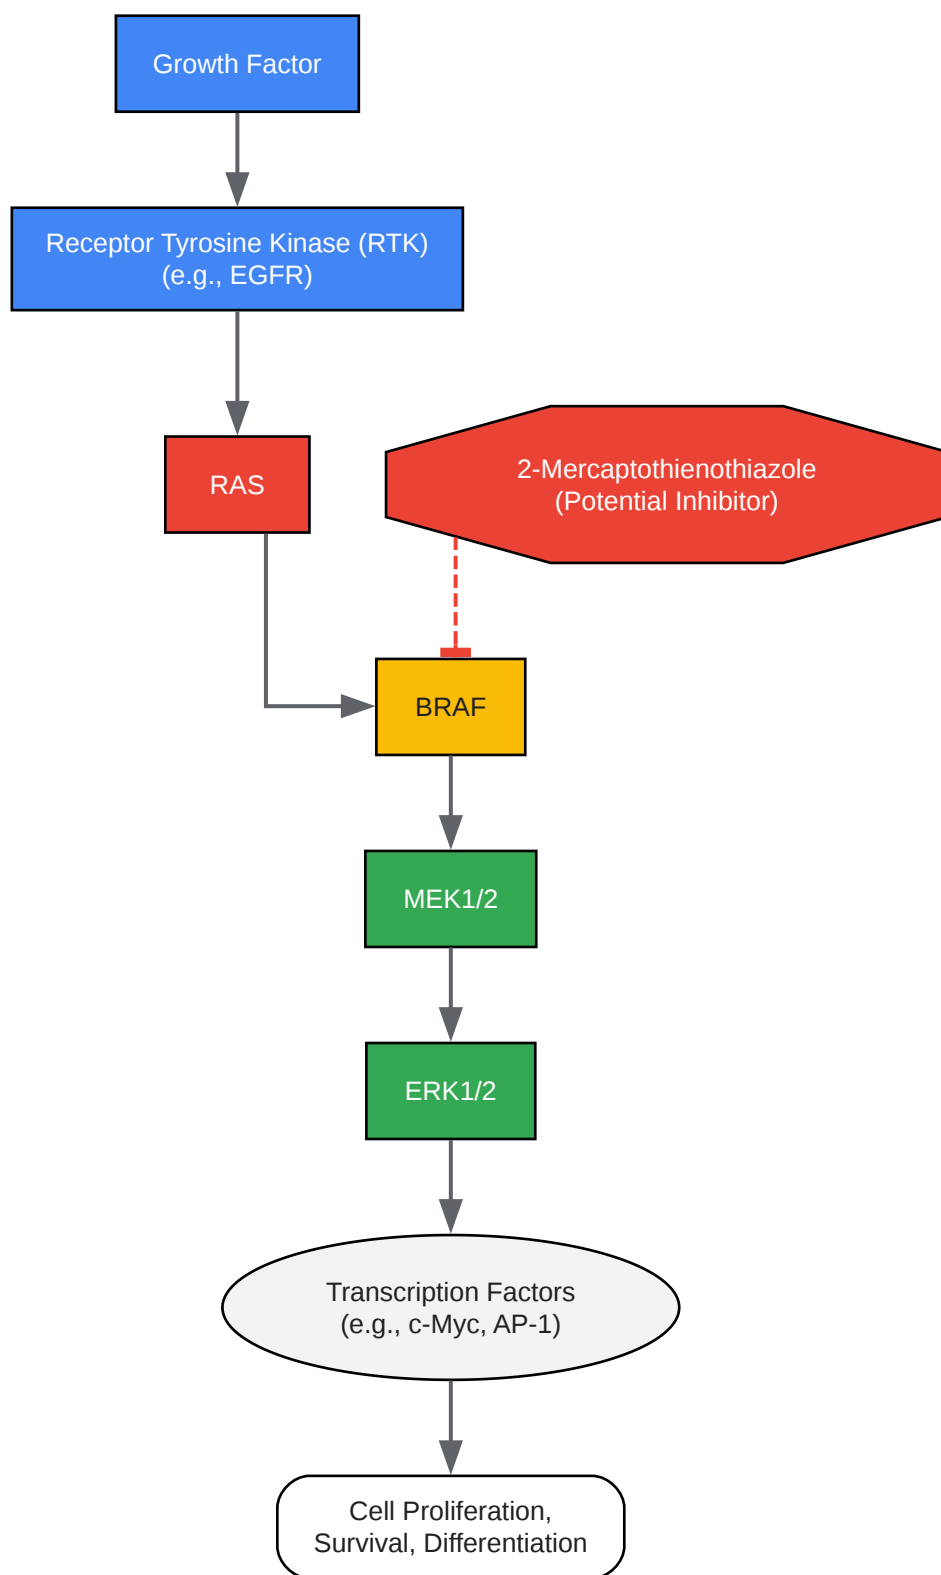 Growth Factor
Receptor Tyrosine Kinase (RTK)
(e.g., EGFR)
RAS
2-Mercaptothienothiazole
(Potential Inhibitor)
BRAF
MEK1/2
ERK1/2
Transcription Factors
(e.g., c-Myc, AP-1)
Cell Proliferation,
Survival, Differentiation